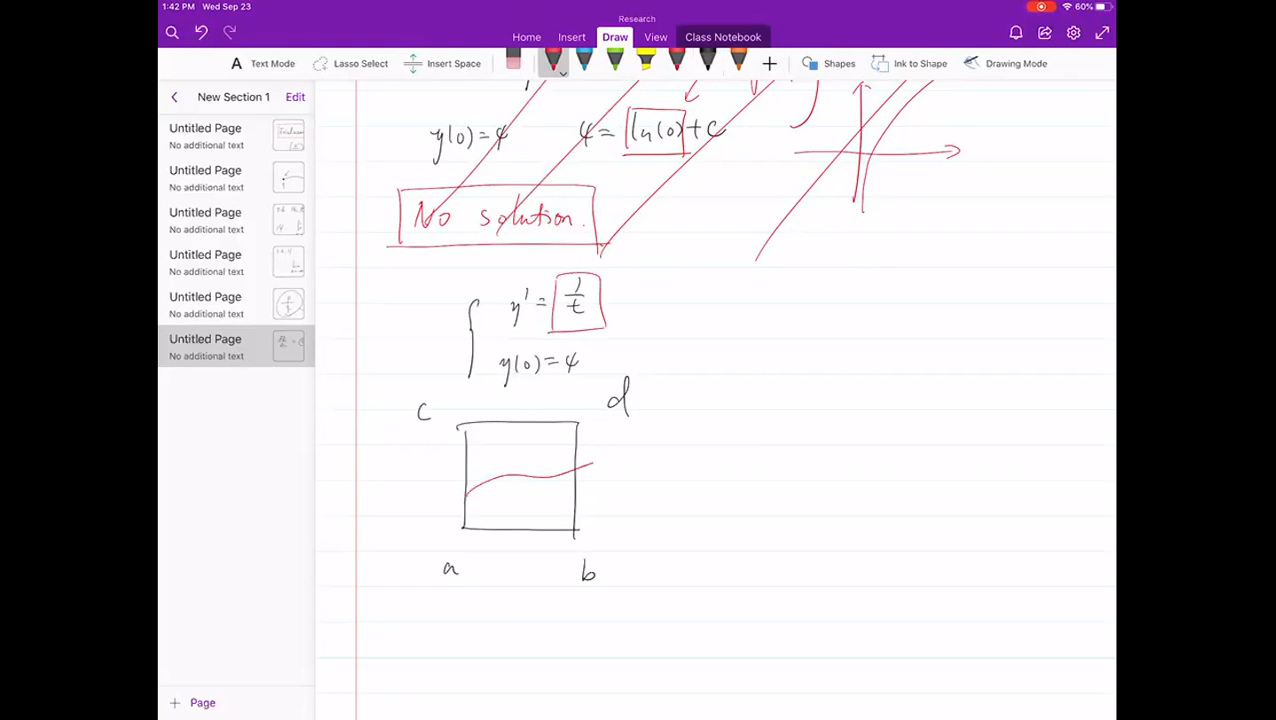 1:42 PM Wed Sep 23
60%
Research
Home Insert Draw View Class Notebook
Text Mode Lasso Select Insert Space Shapes Ink to Shape Drawing Mode
New Section 1 Edit
Untitled Page
No additional text
Untitled Page
No additional text
Untitled Page
No additional text
Untitled Page
No additional text
Untitled Page
No additional text
Untitled Page
No additional text
Page
y(0)=4 4= ln(0)+C
No solution.
y' = 1/t
y(0)=4
c d
a b